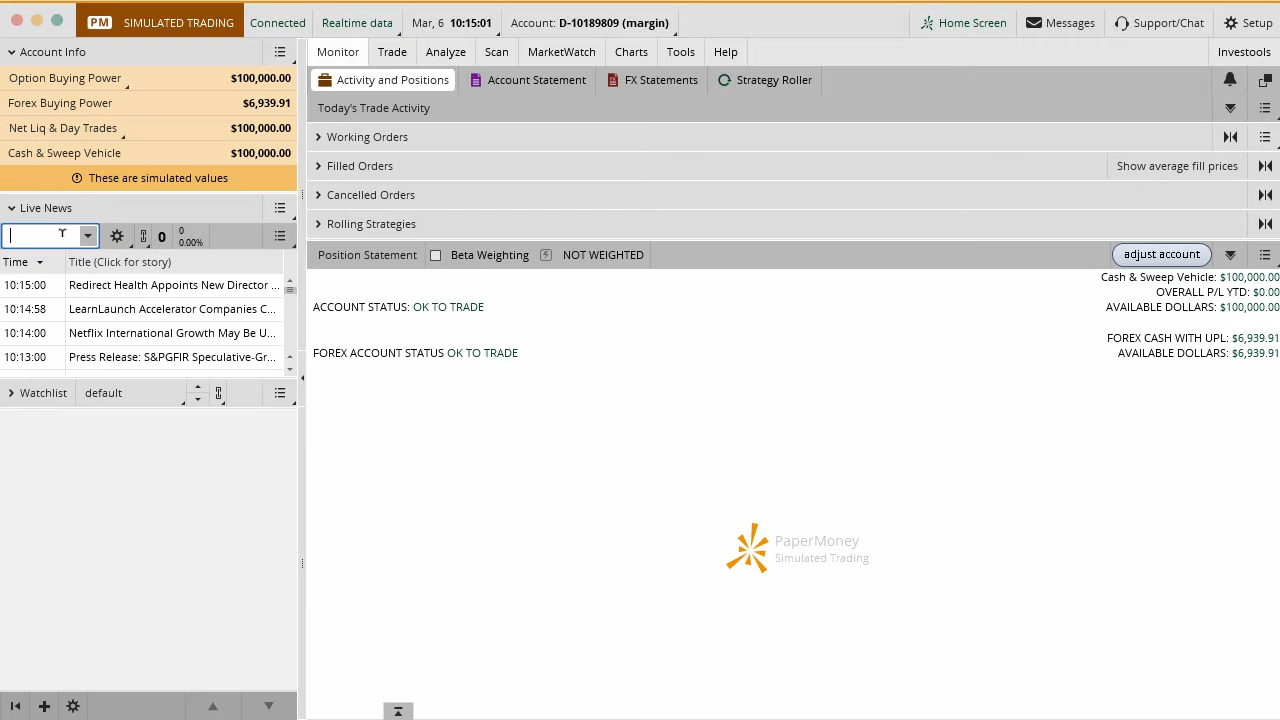 PM SIMULATED TRADING Connected Realtime data Mar, 6 10:15:01 Account: D-10189809 (margin) Home Screen Messages Support/Chat Setup
Account Info
Option Buying Power $100,000.00
Forex Buying Power $6,939.91
Net Liq & Day Trades $100,000.00
Cash & Sweep Vehicle $100,000.00
These are simulated values
Live News
0 0
0.00%
Time Title (Click for story)
10:15:00 Redirect Health Appoints New Director ...
10:14:58 LearnLaunch Accelerator Companies C...
10:14:00 Netflix International Growth May Be U...
10:13:00 Press Release: S&PGFIR Speculative-Gr...
Watchlist default
Monitor Trade Analyze Scan MarketWatch Charts Tools Help Investools
Activity and Positions Account Statement FX Statements Strategy Roller
Today's Trade Activity
Working Orders
Filled Orders Show average fill prices
Cancelled Orders
Rolling Strategies
Position Statement Beta Weighting NOT WEIGHTED adjust account
Cash & Sweep Vehicle: $100,000.00
OVERALL P/L YTD: $0.00
ACCOUNT STATUS: OK TO TRADE AVAILABLE DOLLARS: $100,000.00
FOREX CASH WITH UPL: $6,939.91
FOREX ACCOUNT STATUS OK TO TRADE AVAILABLE DOLLARS: $6,939.91
PaperMoney
Simulated Trading